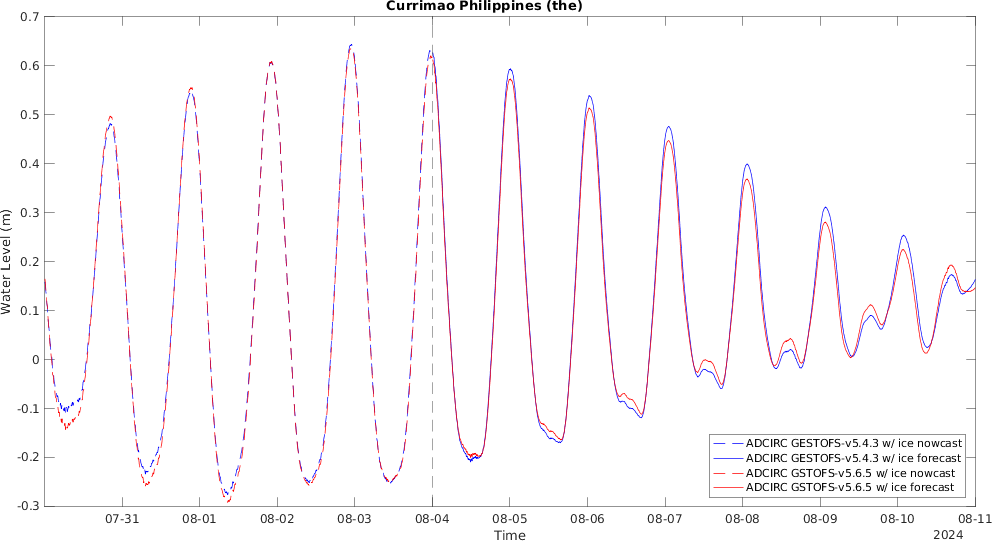 Currimao Philippines (the)
Water Level (m)
0.7
0.6
0.5
0.4
0.3
0.2
0.1
0
-0.1
-0.2
-0.3
ADCIRC GESTOFS-v5.4.3 w/ ice nowcast
ADCIRC GESTOFS-v5.4.3 w/ ice forecast
ADCIRC GSTOFS-v5.6.5 w/ ice nowcast
ADCIRC GSTOFS-v5.6.5 w/ ice forecast
07-31 08-01 08-02 08-03 08-04 08-05 08-06 08-07 08-08 08-09 08-10 08-11
Time
2024